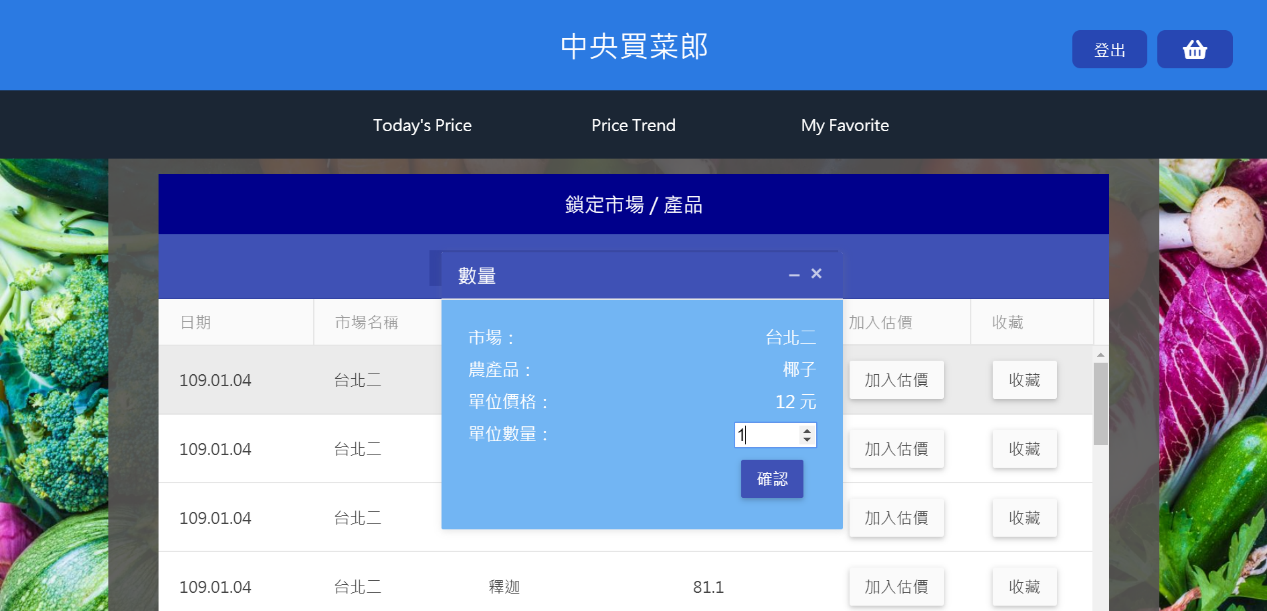 中央買菜郎
登出
Today's Price Price Trend My Favorite
鎖定市場 / 產品
數量
日期 市場名稱 加入估價 收藏
市場： 台北二
農產品： 椰子
單位價格： 12 元
單位數量： 1
確認
109.01.04 台北二 加入估價 收藏
109.01.04 台北二 加入估價 收藏
109.01.04 台北二 加入估價 收藏
109.01.04 台北二 釋迦 81.1 加入估價 收藏